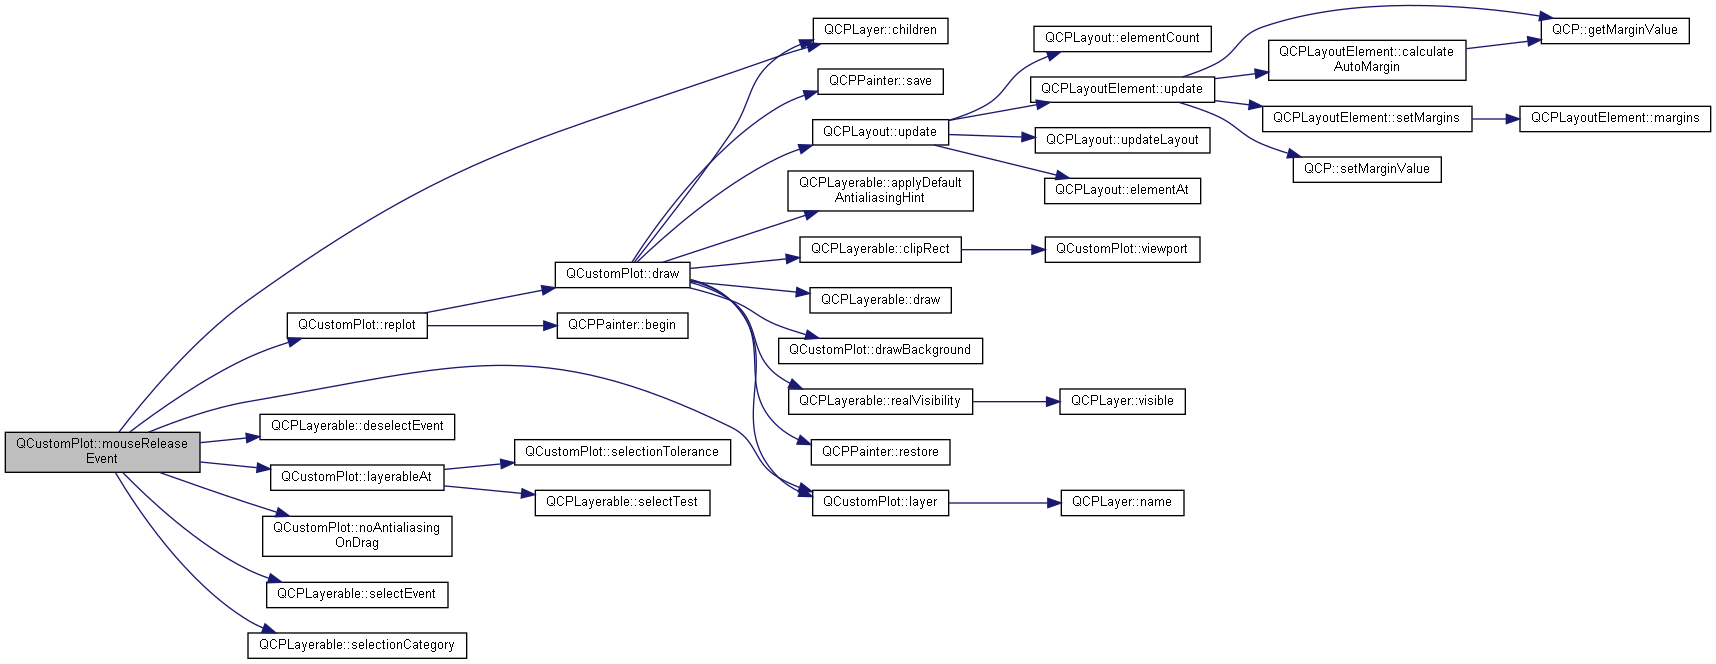 QCPLayer::children
QCPPainter::save
QCPLayout::update
QCPLayerable::applyDefault
AntialiasingHint
QCPLayerable::clipRect
QCPLayerable::draw
QCustomPlot::drawBackground
QCPLayerable::realVisibility
QCPPainter::restore
QCustomPlot::layer
QCPLayout::elementCount
QCPLayoutElement::update
QCPLayout::updateLayout
QCPLayout::elementAt
QCustomPlot::viewport
QCPLayer::visible
QCPLayer::name
QCP::getMarginValue
QCPLayoutElement::calculate
AutoMargin
QCPLayoutElement::setMargins
QCPLayoutElement::margins
QCP::setMarginValue
QCustomPlot::draw
QCPPainter::begin
QCustomPlot::replot
QCPLayerable::deselectEvent
QCustomPlot::layerableAt
QCustomPlot::selectionTolerance
QCPLayerable::selectTest
QCustomPlot::noAntialiasing
OnDrag
QCPLayerable::selectEvent
QCPLayerable::selectionCategory
QCustomPlot::mouseRelease
Event